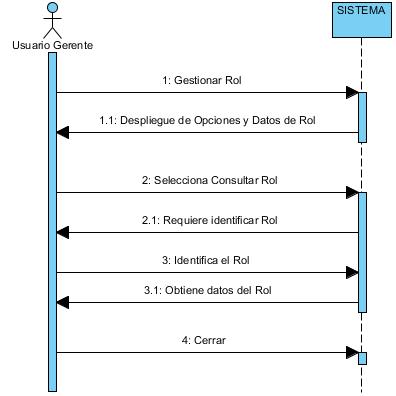 SISTEMA
Usuario Gerente
1: Gestionar Rol
1.1: Despliegue de Opciones y Datos de Rol
2: Selecciona Consultar Rol
2.1: Requiere identificar Rol
3: Identifica el Rol
3.1: Obtiene datos del Rol
4: Cerrar